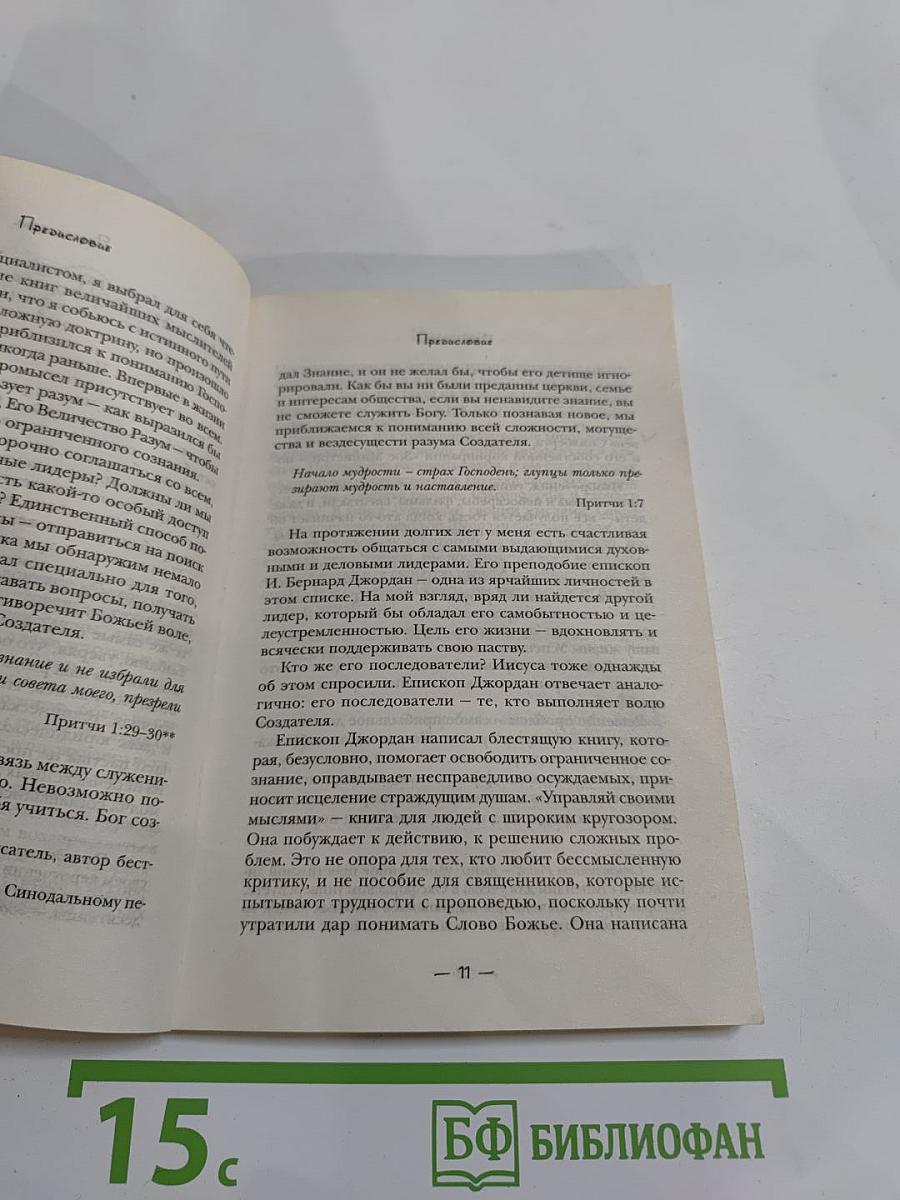 Предисловие
циалистом, я выбрал для себя чте-
ие книг величайших мыслителей
и, что я собьюсь с истинного пути
ложную доктрину, но произошло
риблизился к пониманию Госпо-
икогда раньше. Впервые в жизни
ромысел присутствует во всем.
зует разум – как выразился бы
Его Величество Разум – чтобы
ограниченного сознания.
орочно соглашаться со всем,
ные лидеры? Должны ли мы
сть какой-то особый доступ
? Единственный способ по-
ы – отправиться на поиск
ка мы обнаружим немало
ал специально для того,
авать вопросы, получать
тиворечит Божьей воле,
Создателя.
знание и не избрали для
и совета моего, презрели
Притчи 1:29–30**
вязь между служени-
о. Невозможно по-
я учиться. Бог соз-
сатель, автор бест-
Синодальному пе-
Предисловие
дал Знание, и он не желал бы, чтобы его детище игно-
рировали. Как бы вы ни были преданны церкви, семье
и интересам общества, если вы ненавидите знание, вы
не сможете служить Богу. Только познавая новое, мы
приближаемся к пониманию всей сложности, могуще-
ства и вездесущести разума Создателя.
Начало мудрости – страх Господень; глупцы только пре-
зирают мудрость и наставление.
Притчи 1:7
На протяжении долгих лет у меня есть счастливая
возможность общаться с самыми выдающимися духов-
ными и деловыми лидерами. Его преподобие епископ
И. Бернард Джордан – одна из ярчайших личностей в
этом списке. На мой взгляд, вряд ли найдется другой
лидер, который бы обладал его самобытностью и це-
леустремленностью. Цель его жизни – вдохновлять и
всячески поддерживать свою паству.
Кто же его последователи? Иисуса тоже однажды
об этом спросили. Епископ Джордан отвечает анало-
гично: его последователи – те, кто выполняет волю
Создателя.
Епископ Джордан написал блестящую книгу, кото-
рая, безусловно, помогает освободить ограниченное со-
знание, оправдывает несправедливо осуждаемых, при-
носит исцеление страждущим душам. «Управляй своими
мыслями» – книга для людей с широким кругозором.
Она побуждает к действию, к решению сложных про-
блем. Это не опора для тех, кто любит бессмысленную
критику, и не пособие для священников, которые ис-
пытывают трудности с проповедью, поскольку почти
утратили дар понимать Слово Божье. Она написана
— 11 —
15 с
БФ БИБЛИОФАН